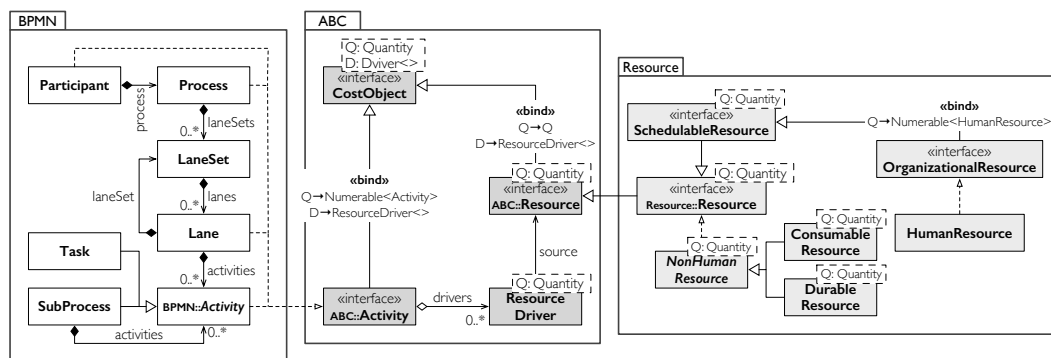 BPMN
Participant
Process
process
laneSets
0..*
LaneSet
laneSet
lanes
0..*
Lane
Task
activities
0..*
SubProcess
BPMN::Activity
activities
0..*
ABC
Q: Quantity
D: Dviver<>
«interface»
CostObject
«bind»
Q→Q
D→ResourceDriver<>
«bind»
Q→Numerable<Activity>
D→ResourceDriver<>
Q: Quantity
«interface»
ABC::Resource
source
Q: Quantity
Resource
Driver
«interface»
ABC::Activity
drivers
0..*
Resource
Q: Quantity
«interface»
SchedulableResource
«bind»
Q→Numerable<HumanResource>
«interface»
OrganizationalResource
Q: Quantity
«interface»
Resource::Resource
Q: Quantity
NonHuman
Resource
Q: Quantity
Consumable
Resource
Q: Quantity
Durable
Resource
HumanResource